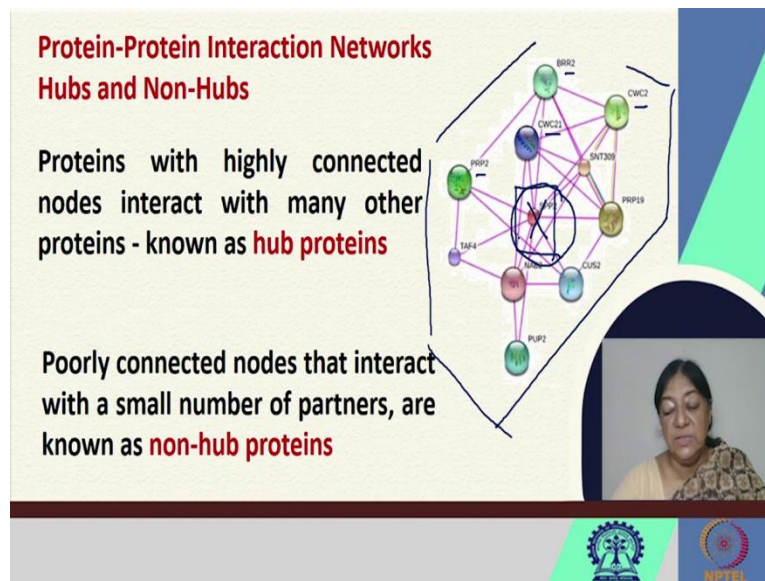 Protein-Protein Interaction Networks
Hubs and Non-Hubs
Proteins with highly connected
nodes interact with many other
proteins - known as hub proteins
Poorly connected nodes that interact
with a small number of partners, are
known as non-hub proteins
BRR2
CWC2
CWC21
SNT309
PRP2
SPP2
PRP19
TAF4
CUS2
PUP2
NPTEL